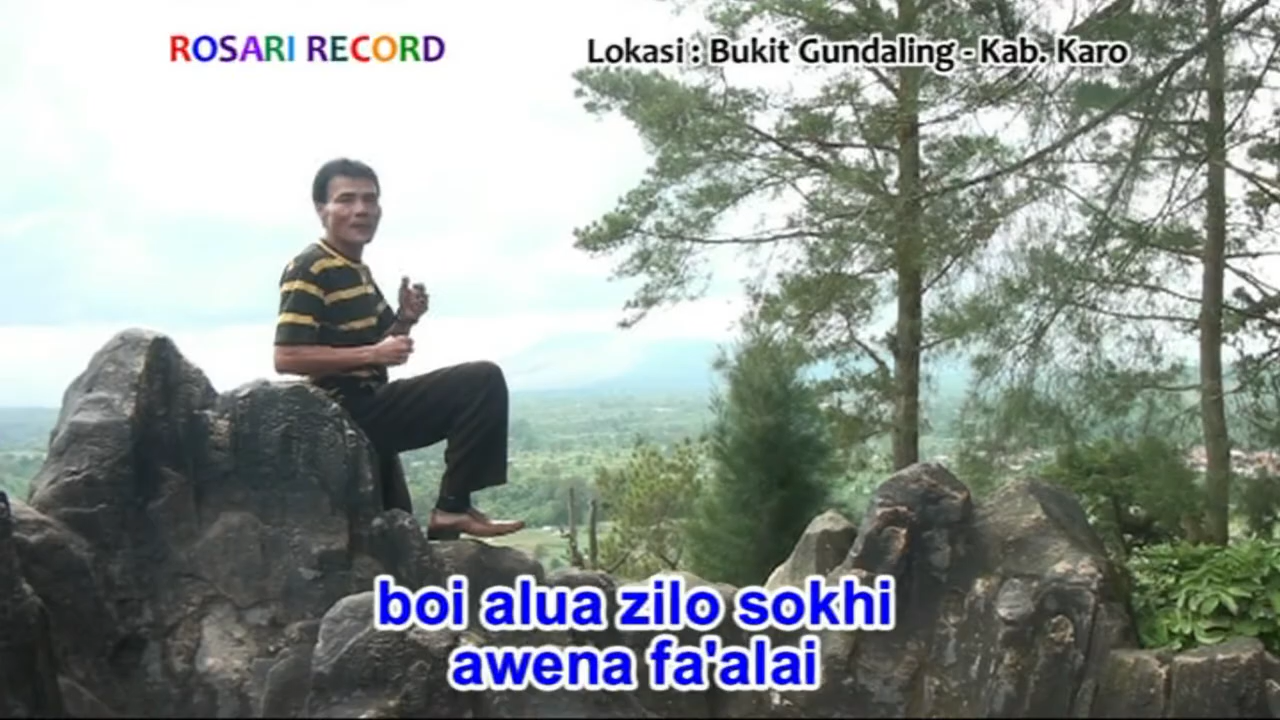 ROSARI RECORD
Lokasi : Bukit Gundaling - Kab. Karo
boi alua zilo sokhi
awena fa'alai